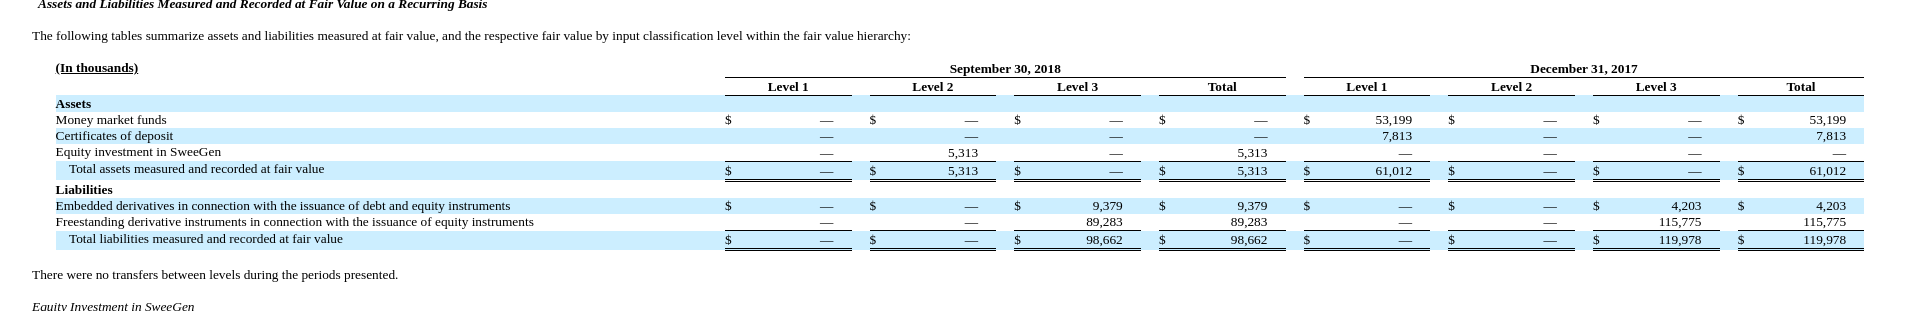 Assets and Liabilities Measured and Recorded at Fair Value on a Recurring Basis
The following tables summarize assets and liabilities measured at fair value, and the respective fair value by input classification level within the fair value hierarchy:
(In thousands) September 30, 2018 December 31, 2017
Level 1 Level 2 Level 3 Total Level 1 Level 2 Level 3 Total
Assets
Money market funds $ — $ — $ — $ — $ 53,199 $ — $ — $ 53,199
Certificates of deposit — — — — 7,813 — — 7,813
Equity investment in SweeGen — 5,313 — 5,313 — — — —
Total assets measured and recorded at fair value $ — $ 5,313 $ — $ 5,313 $ 61,012 $ — $ — $ 61,012
Liabilities
Embedded derivatives in connection with the issuance of debt and equity instruments $ — $ — $ 9,379 $ 9,379 $ — $ — $ 4,203 $ 4,203
Freestanding derivative instruments in connection with the issuance of equity instruments — — 89,283 89,283 — — 115,775 115,775
Total liabilities measured and recorded at fair value $ — $ — $ 98,662 $ 98,662 $ — $ — $ 119,978 $ 119,978
There were no transfers between levels during the periods presented.
Equity Investment in SweeGen